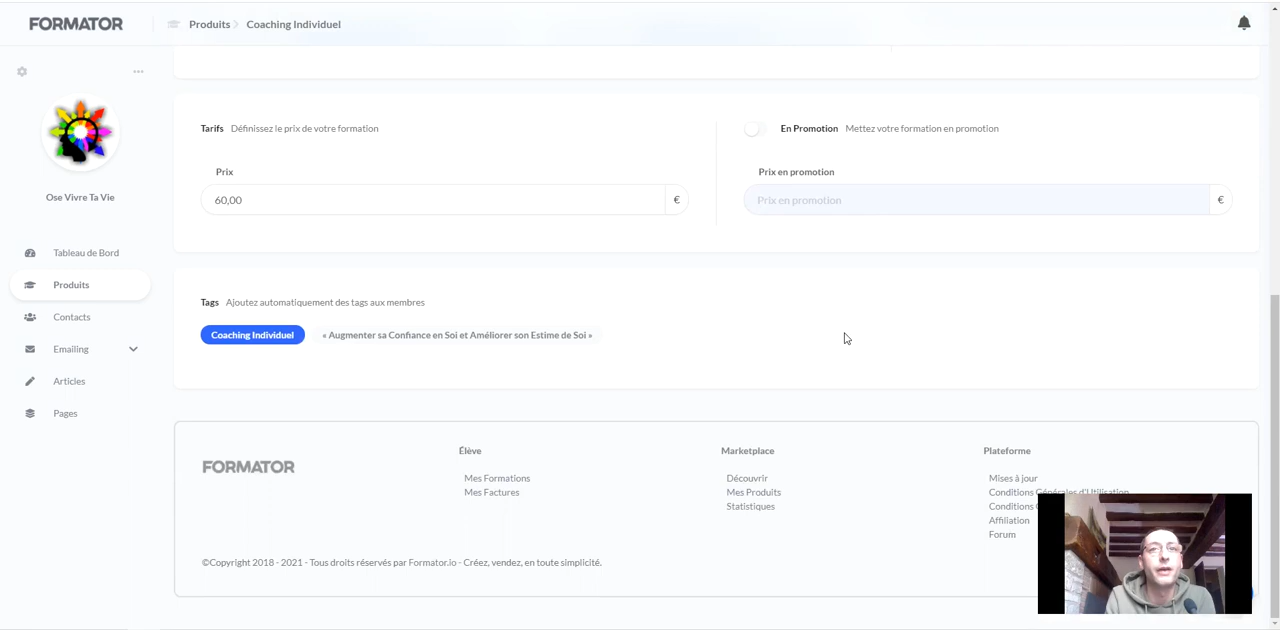 FORMATOR
Produits
Coaching Individuel
Ose Vivre Ta Vie
Tableau de Bord
Produits
Contacts
Emailing
Articles
Pages
Tarifs Définissez le prix de votre formation
Prix
60,00 €
En Promotion Mettez votre formation en promotion
Prix en promotion
Prix en promotion €
Tags Ajoutez automatiquement des tags aux membres
Coaching Individuel « Augmenter sa Confiance en Soi et Améliorer son Estime de Soi »
FORMATOR
Élève
Mes Formations
Mes Factures
Marketplace
Découvrir
Mes Produits
Statistiques
Plateforme
Mises à jour
Conditions Générales d'Utilisation
Conditions
Affiliation
Forum
©Copyright 2018 - 2021 - Tous droits réservés par Formator.io - Créez, vendez, en toute simplicité.